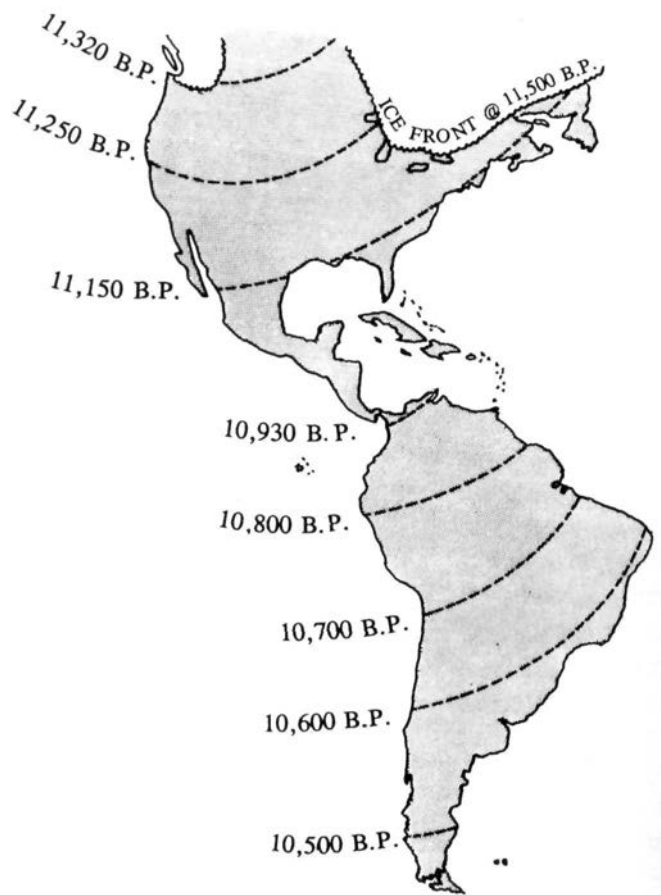 11,320 B.P.
ICE FRONT @ 11,500 B.P.
11,250 B.P.
11,150 B.P.
10,930 B.P.
10,800 B.P.
10,700 B.P.
10,600 B.P.
10,500 B.P.